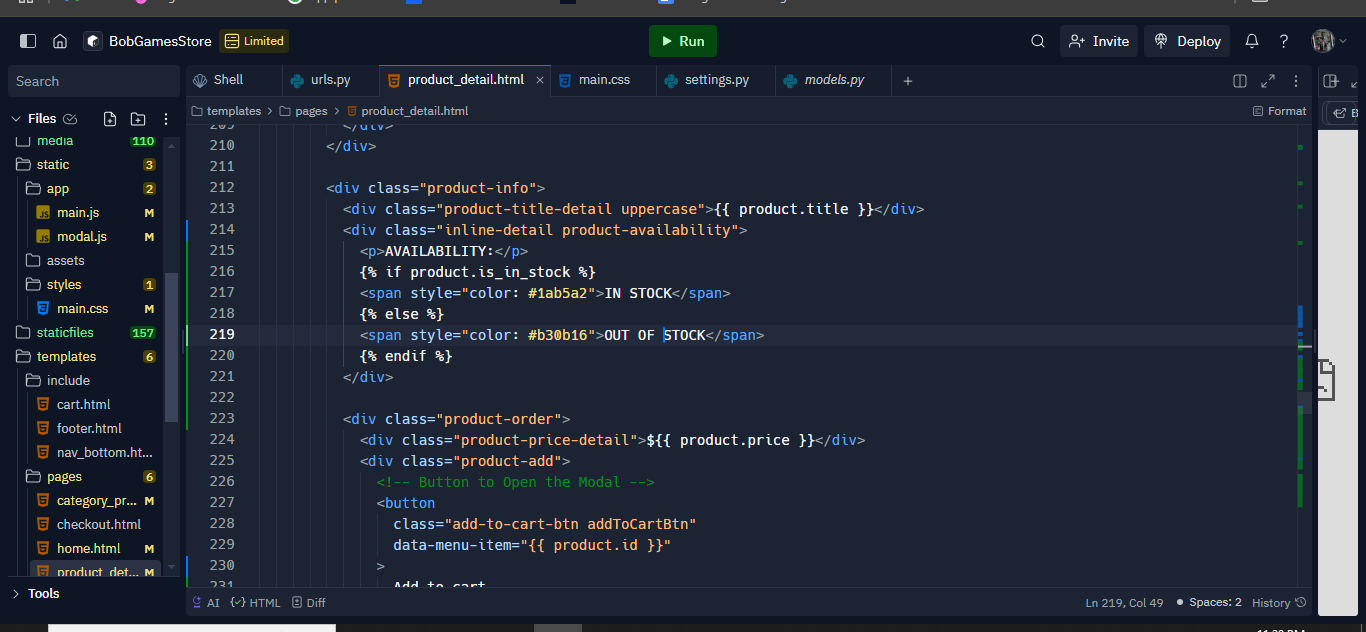 BobGamesStore
Limited
Run
Invite
Deploy
Search
Shell
urls.py
product_detail.html
main.css
settings.py
models.py
Files
templates > pages > product_detail.html
Format
media 110
static 3
app 2
main.js M
modal.js M
assets
styles 1
main.css M
staticfiles 157
templates 6
include
cart.html
footer.html
nav_bottom.ht...
pages 6
category_pr... M
checkout.html
home.html M
product_det... M
Tools
209 </div>
210 </div>
211
212 <div class="product-info">
213 <div class="product-title-detail uppercase">{{ product.title }}</div>
214 <div class="inline-detail product-availability">
215 <p>AVAILABILITY:</p>
216 {% if product.is_in_stock %}
217 <span style="color: #1ab5a2">IN STOCK</span>
218 {% else %}
219 <span style="color: #b30b16">OUT OF STOCK</span>
220 {% endif %}
221 </div>
222
223 <div class="product-order">
224 <div class="product-price-detail">${{ product.price }}</div>
225 <div class="product-add">
226 <!-- Button to Open the Modal -->
227 <button
228 class="add-to-cart-btn addToCartBtn"
229 data-menu-item="{{ product.id }}"
230 >
231 Add to cart
AI
HTML
Diff
Ln 219, Col 49
Spaces: 2
History